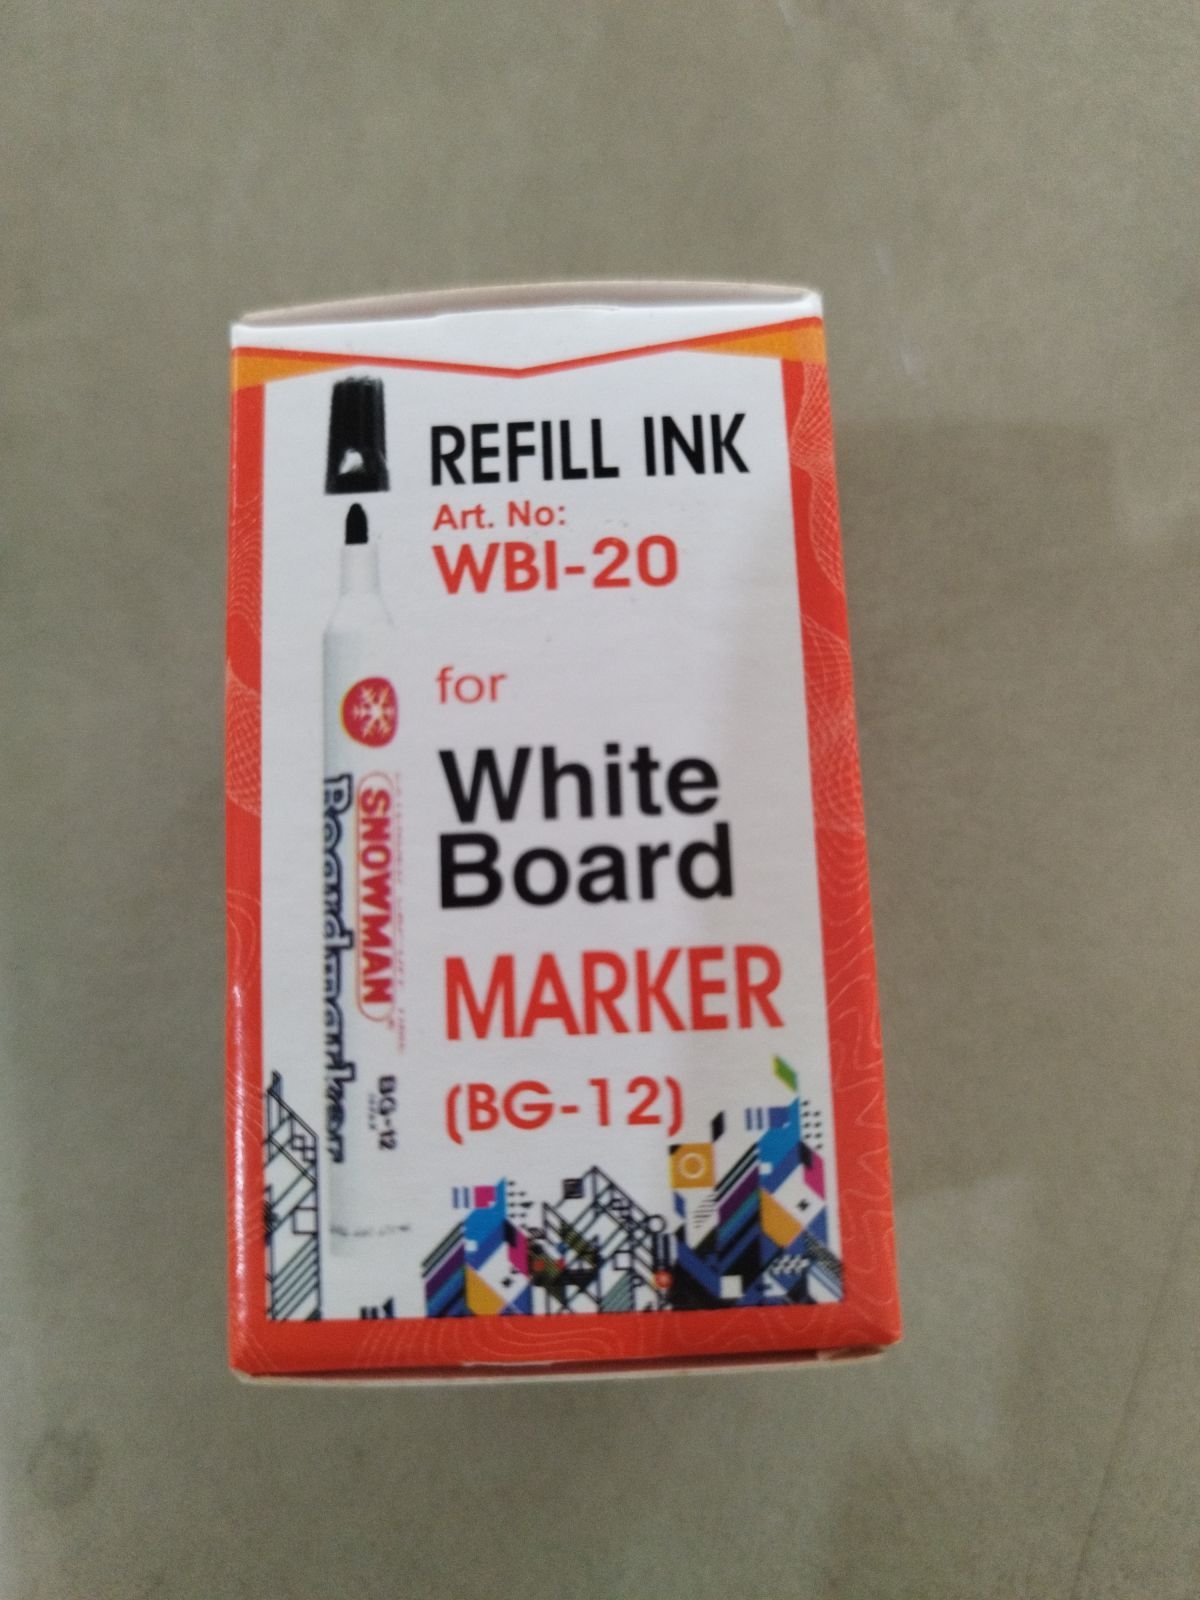 REFILL INK
Art. No:
WBI-20
for
White
Board
MARKER
(BG-12)
SNOWMAN
Boardmarker
BG-12